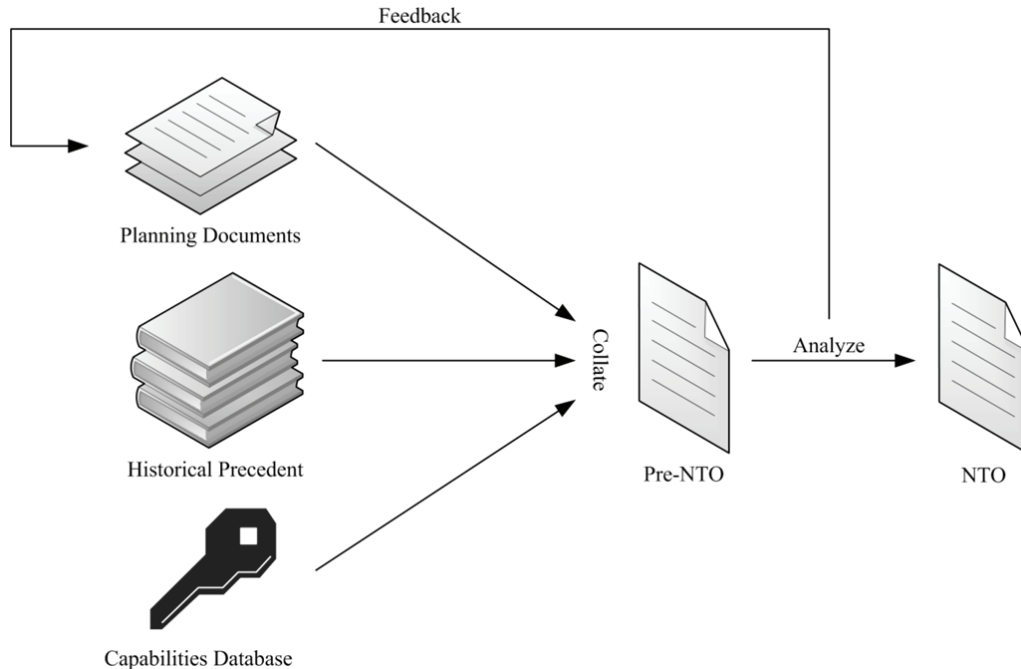 Feedback
Planning Documents
Historical Precedent
Capabilities Database
Collate
Pre-NTO
Analyze
NTO